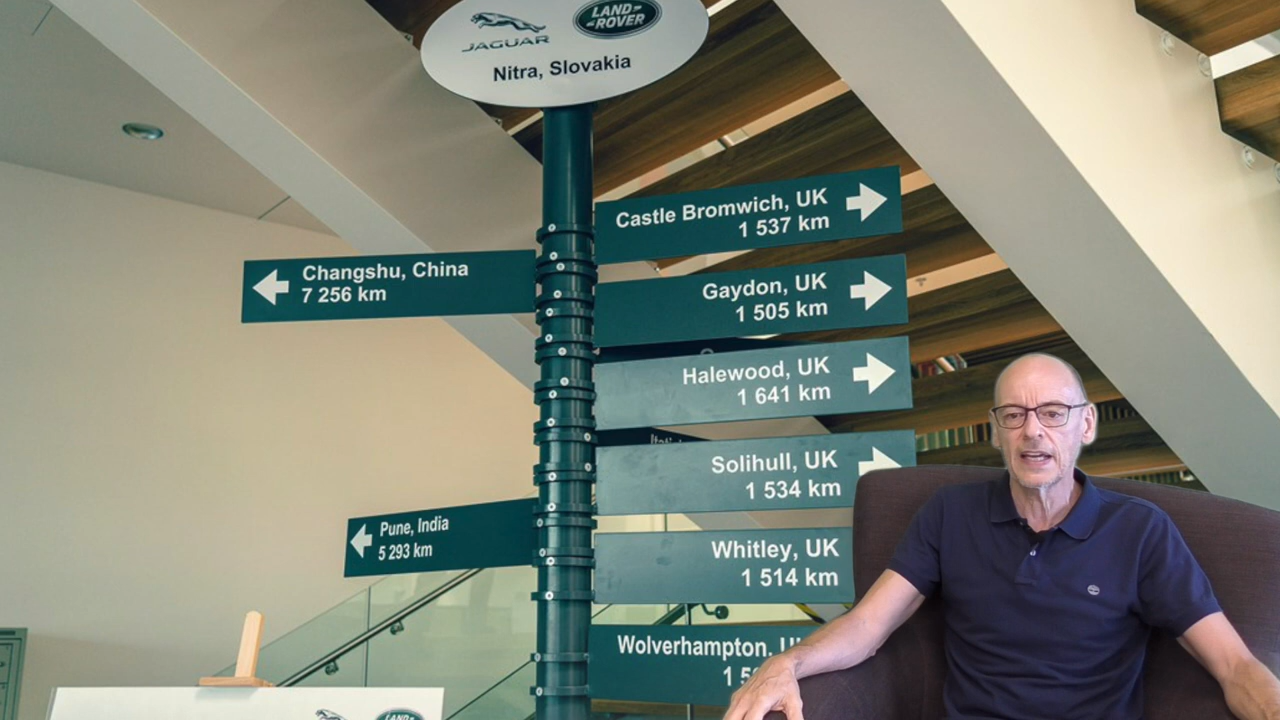 JAGUAR
LAND
ROVER
Nitra, Slovakia
Castle Bromwich, UK
1 537 km
Changshu, China
7 256 km
Gaydon, UK
1 505 km
Halewood, UK
1 641 km
Solihull, UK
1 534 km
Pune, India
5 293 km
Whitley, UK
1 514 km
Wolverhampton,
LAND